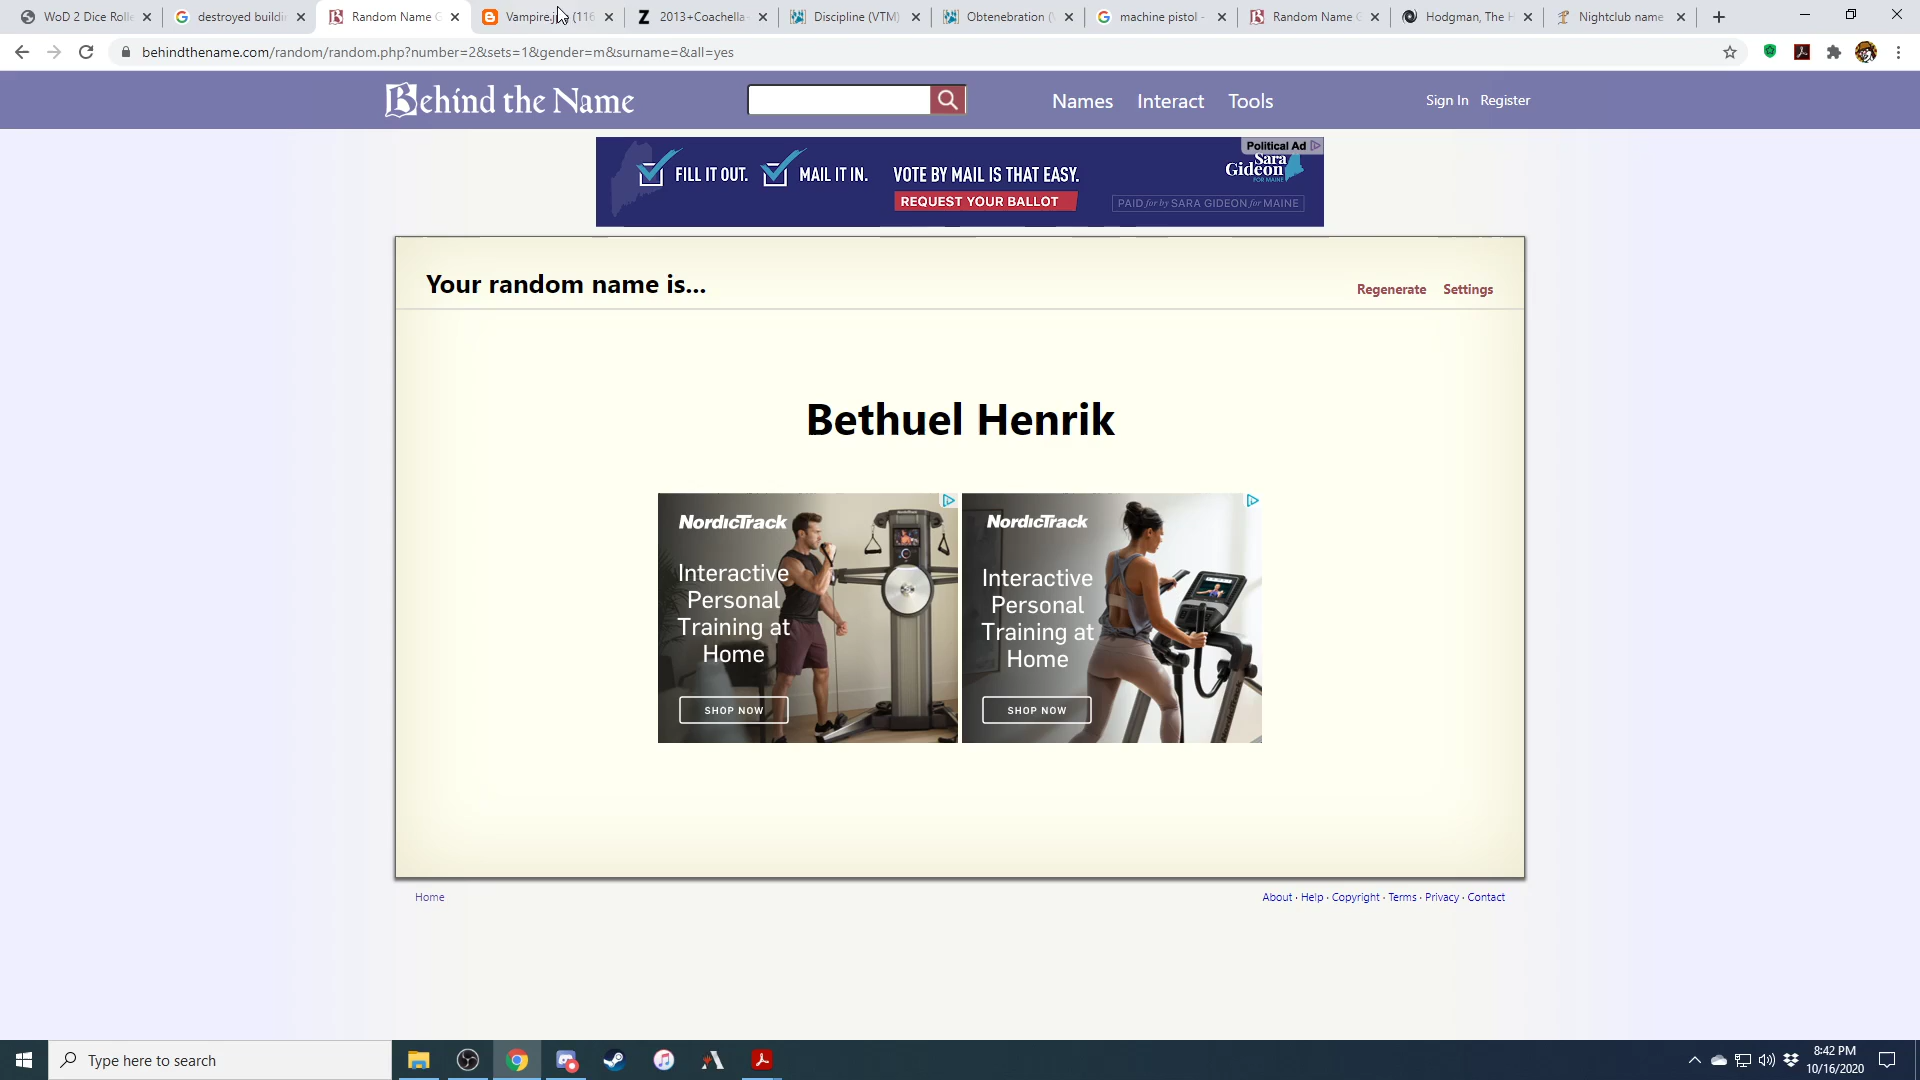 WoD 2 Dice Rolle
destroyed buildi
Random Name G
Vampire.j (116
2013+Coachella
Discipline (VTM)
Obtenebration (V
machine pistol -
Random Name G
Hodgman, The H
Nightclub name
behindthename.com/random/random.php?number=2&sets=1&gender=m&surname=&all=yes
Behind the Name
Names
Interact
Tools
Sign In
Register
FILL IT OUT.
MAIL IT IN.
VOTE BY MAIL IS THAT EASY.
REQUEST YOUR BALLOT
Political Ad
Sara
Gideon
FOR MAINE
PAID for by SARA GIDEON for MAINE
Your random name is...
Regenerate
Settings
Bethuel Henrik
NordicTrack
Interactive
Personal
Training at
Home
SHOP NOW
NordicTrack
Interactive
Personal
Training at
Home
SHOP NOW
Home
About · Help · Copyright · Terms · Privacy · Contact
Type here to search
8:42 PM
10/16/2020